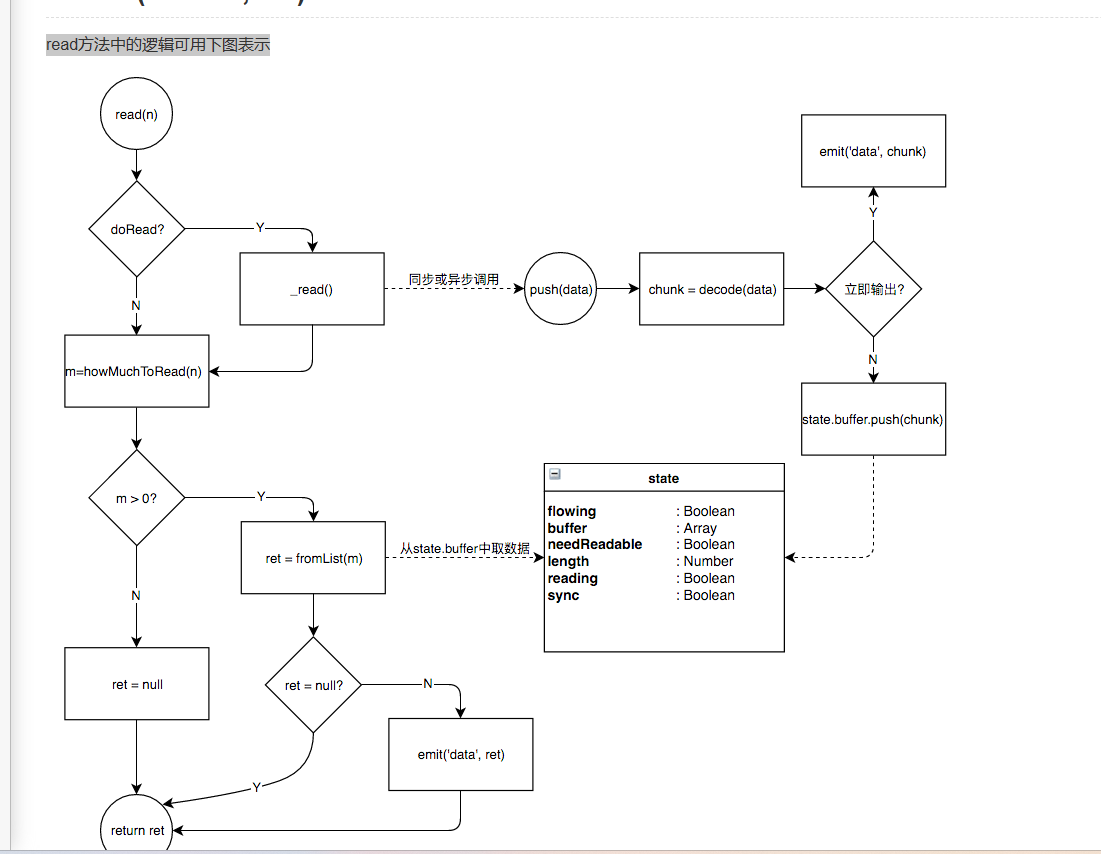 read方法中的逻辑可用下图表示
read(n)
emit('data', chunk)
Y
doRead?
Y
同步或异步调用
_read()
push(data)
chunk = decode(data)
立即输出?
N
N
m=howMuchToRead(n)
state.buffer.push(chunk)
state
m > 0?
Y
flowing : Boolean
buffer : Array
needReadable : Boolean
length : Number
reading : Boolean
sync : Boolean
从state.buffer中取数据
ret = fromList(m)
N
ret = null
ret = null?
N
emit('data', ret)
Y
return ret